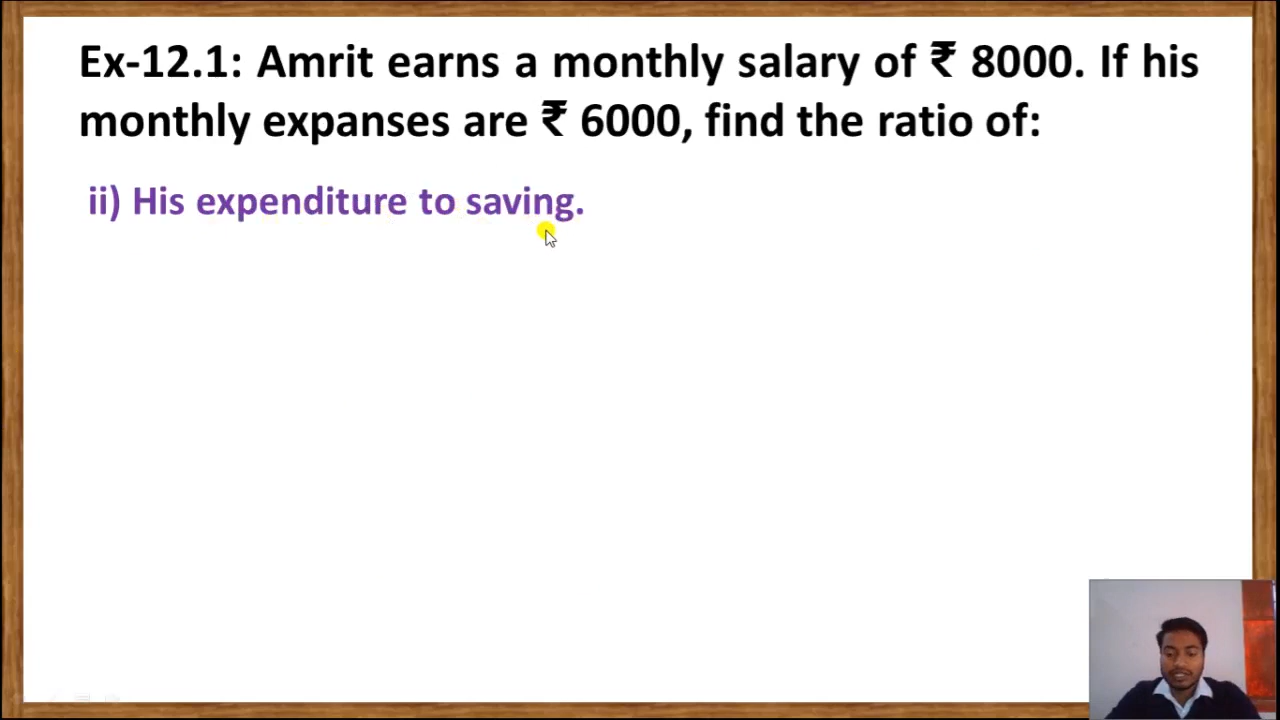 Ex-12.1: Amrit earns a monthly salary of ₹ 8000. If his
monthly expanses are ₹ 6000, find the ratio of:
ii) His expenditure to saving.